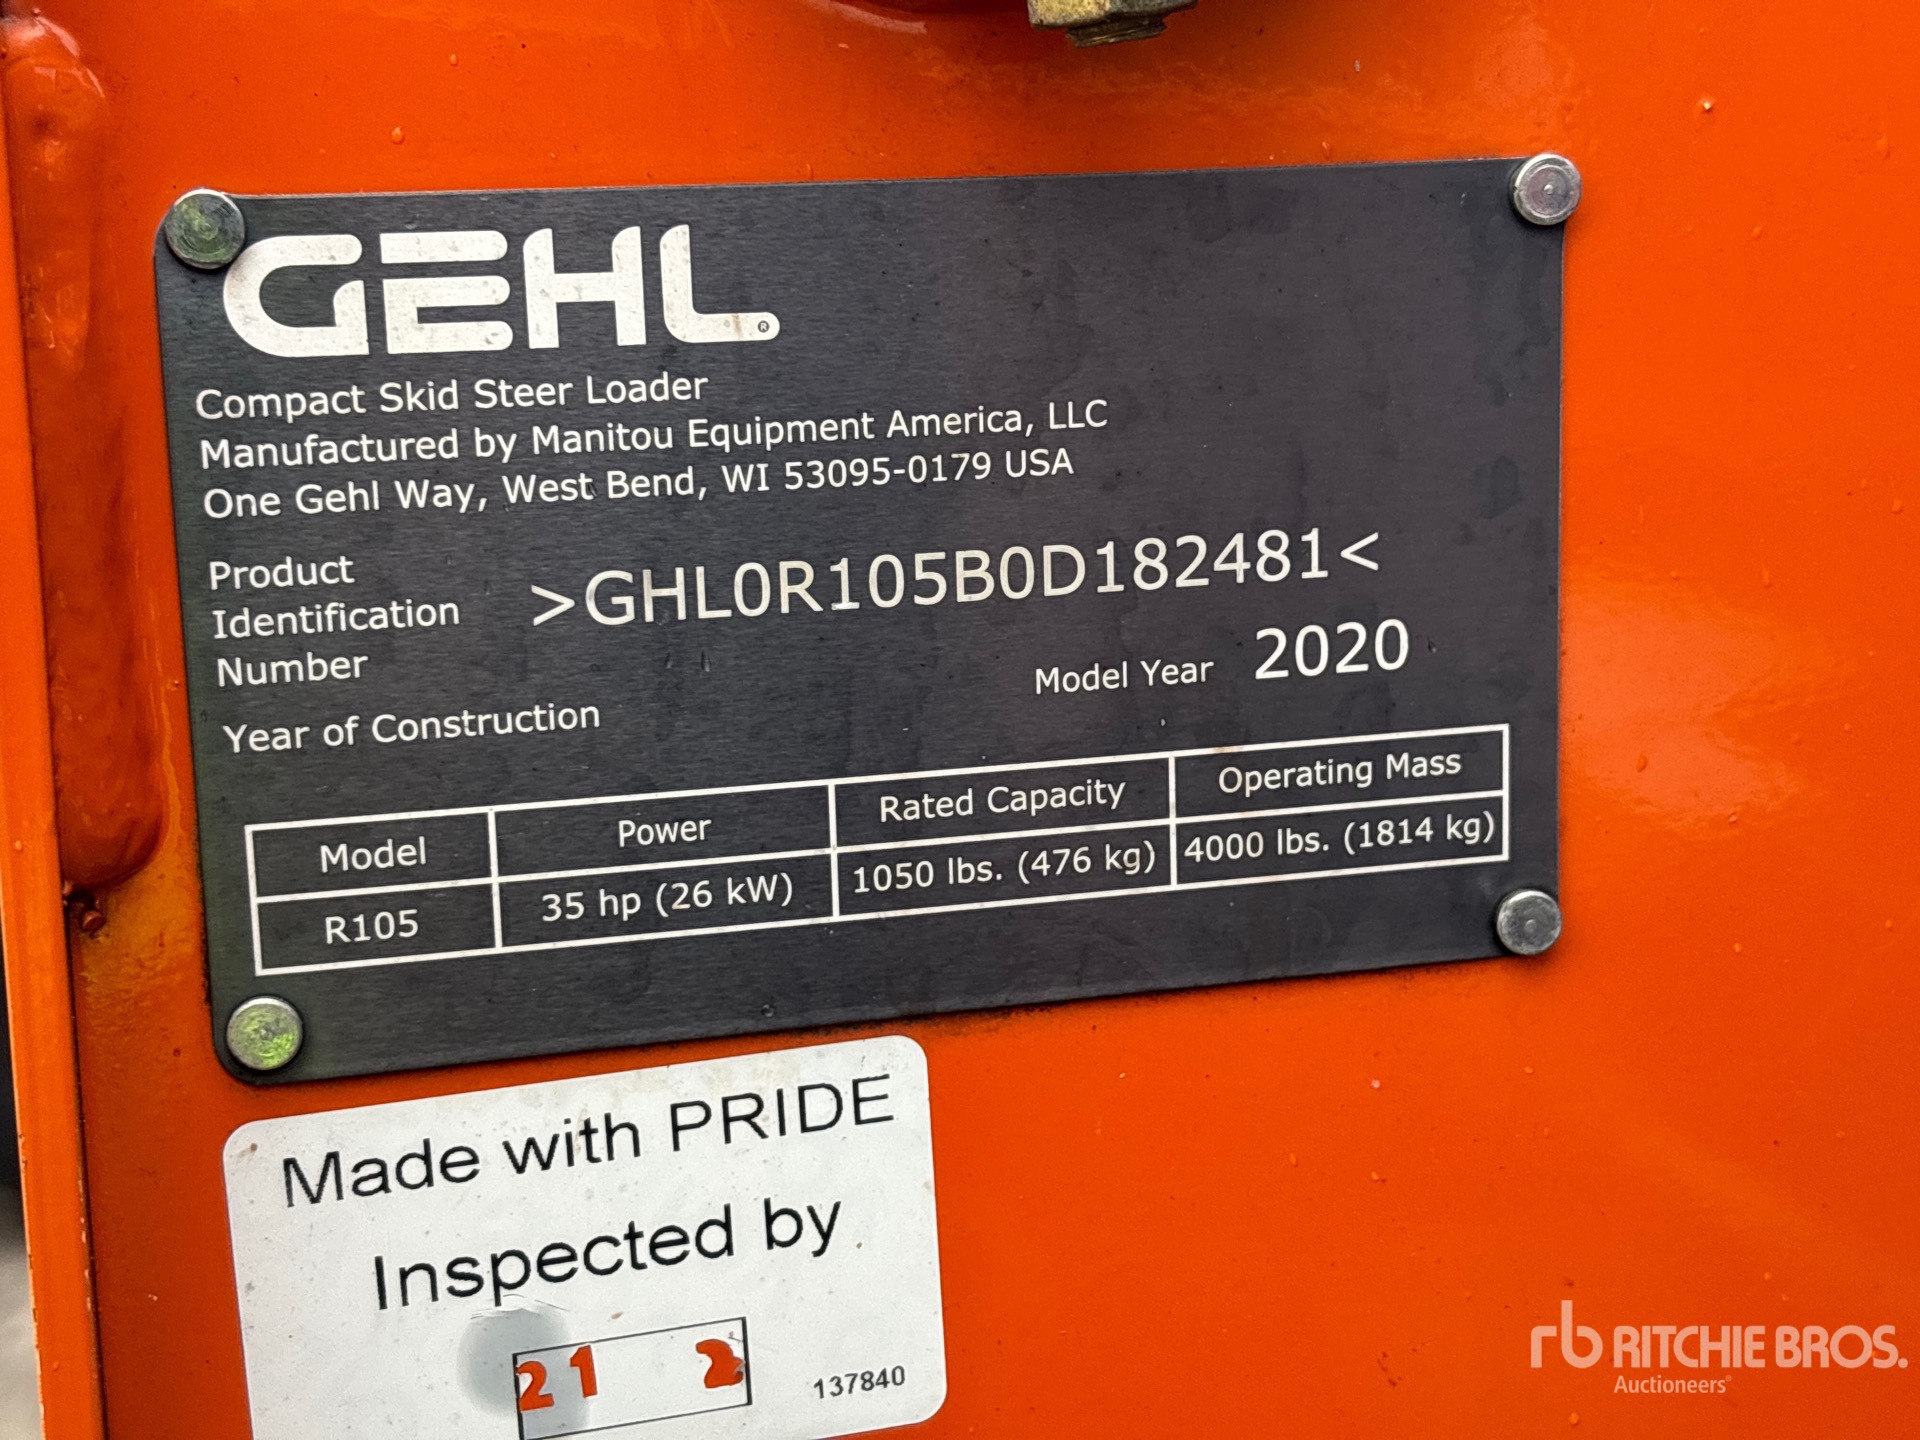 GEHL®
Compact Skid Steer Loader
Manufactured by Manitou Equipment America, LLC
One Gehl Way, West Bend, WI 53095-0179 USA
Product
Identification
Number
>GHL0R105B0D182481<
Model Year 2020
Year of Construction
Model Power Rated Capacity Operating Mass
R105 35 hp (26 kW) 1050 lbs. (476 kg) 4000 lbs. (1814 kg)
Made with PRIDE
Inspected by
21 2
137840
rb RITCHIE BROS.
Auctioneers